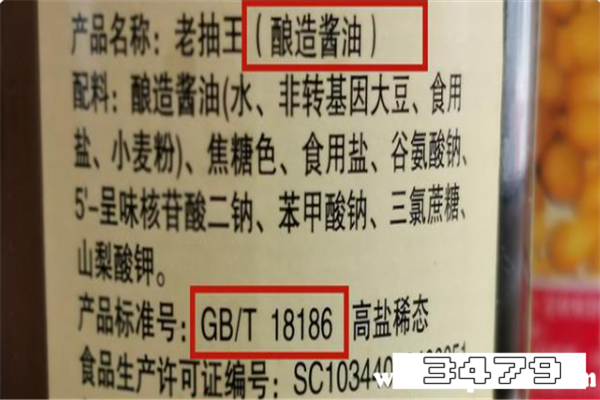 产品名称：老抽王（酿造酱油）
配料：酿造酱油(水、非转基因大豆、食用
盐、小麦粉)、焦糖色、食用盐、谷氨酸钠、
5'-呈味核苷酸二钠、苯甲酸钠、三氯蔗糖、
山梨酸钾。
产品标准号：GB/T 18186 高盐稀态
食品生产许可证编号：SC10344
3479